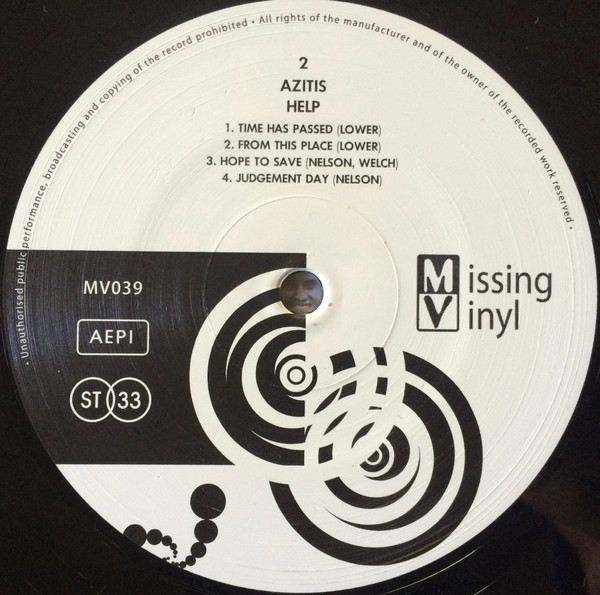 • Unauthorised public performance, broadcasting and copying of the record prohibited • All rights of the manufacturer and of the owner of the recorded work reserved •
2
AZITIS
HELP
1. TIME HAS PASSED (LOWER)
2. FROM THIS PLACE (LOWER)
3. HOPE TO SAVE (NELSON, WELCH)
4. JUDGEMENT DAY (NELSON)
MV039
AEPI
ST 33
Missing
Vinyl